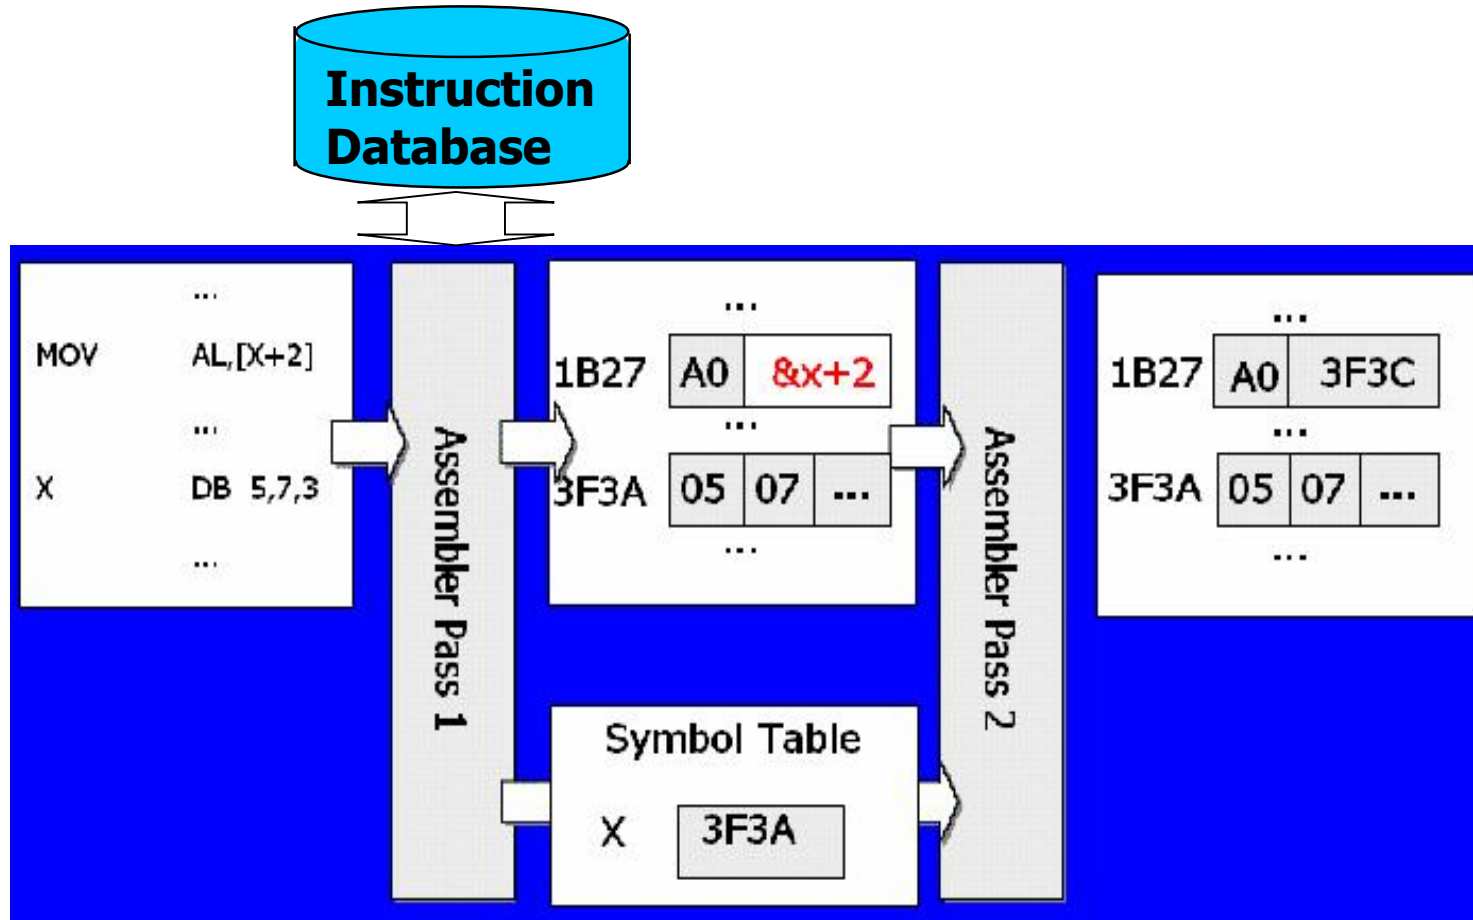 Instruction
Database
...
MOV AL,[X+2]
...
X DB 5,7,3
...
Assembler Pass 1
...
1B27 A0 &x+2
...
3F3A 05 07 ...
...
Symbol Table
X 3F3A
Assembler Pass 2
...
1B27 A0 3F3C
...
3F3A 05 07 ...
...